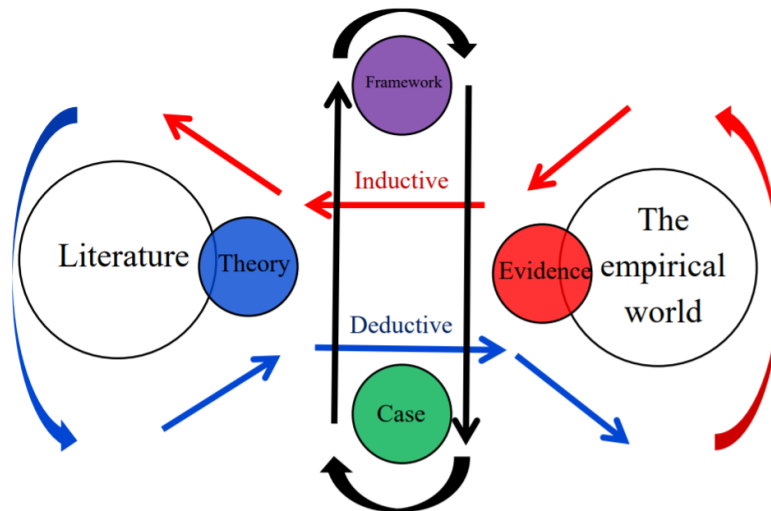 Framework
Inductive
Literature
Theory
Evidence
The
empirical
world
Deductive
Case